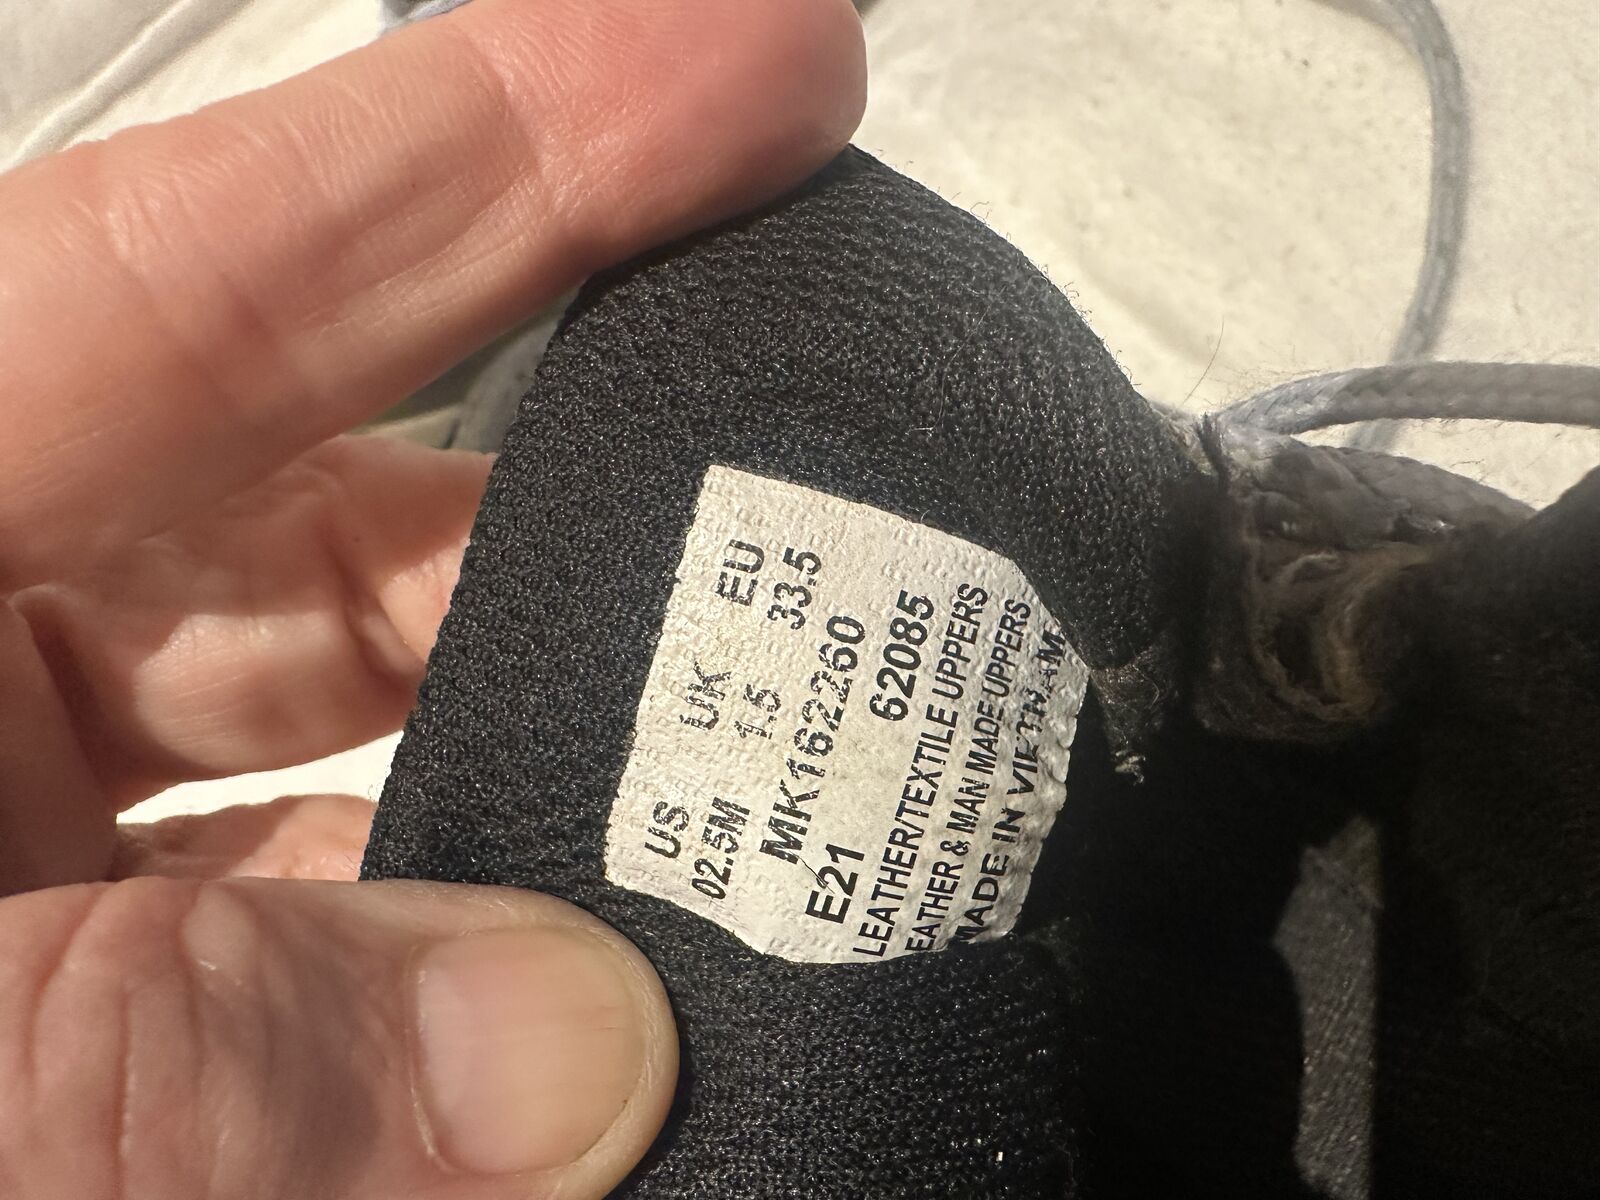 US UK EU
02.5M 1.5 33.5
MK162260
E21 62085
LEATHER/TEXTILE UPPERS
EATHER & MAN MADE UPPERS
MADE IN VIETNAM